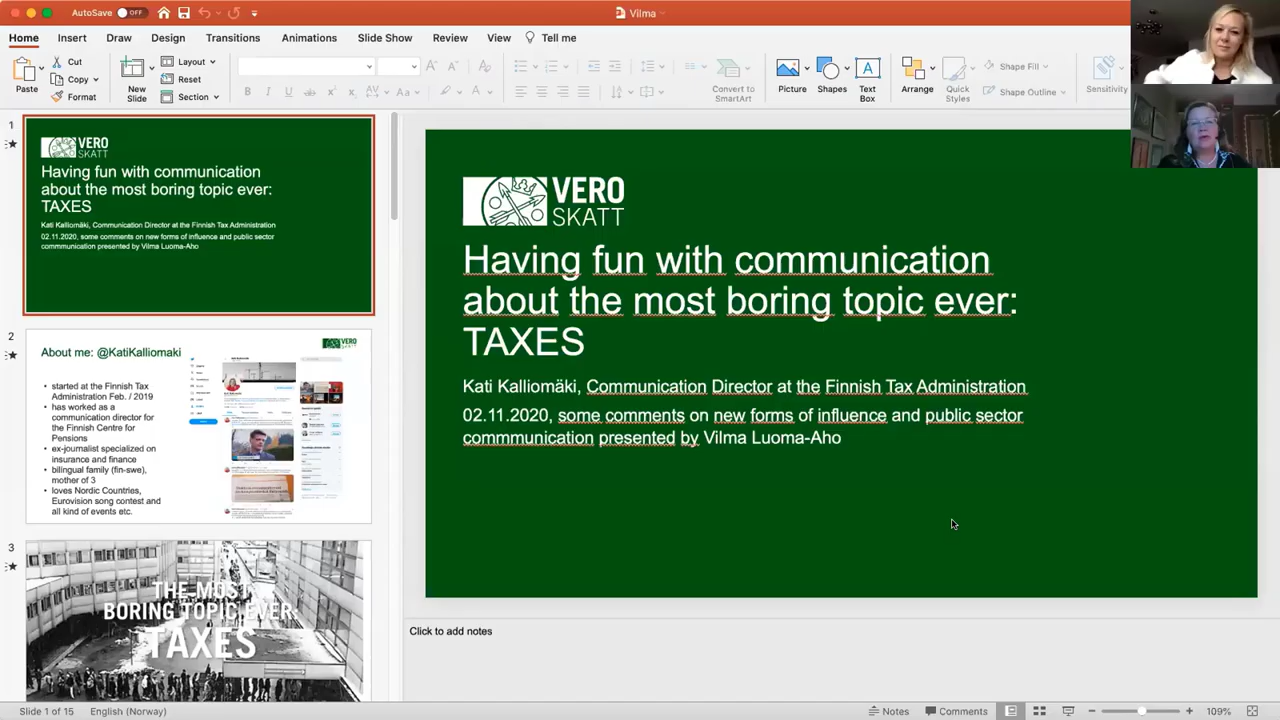 AutoSave OFF
Vilma
Home Insert Draw Design Transitions Animations Slide Show Review View Tell me
Paste
Cut
Copy
Format
New Slide
Layout
Reset
Section
Convert to SmartArt
Picture
Shapes
Text Box
Arrange
Quick Styles
Shape Fill
Shape Outline
Sensitivity
1
VERO
SKATT
Having fun with communication
about the most boring topic ever:
TAXES
Kati Kalliomäki, Communication Director at the Finnish Tax Administration
02.11.2020, some comments on new forms of influence and public sector
commmunication presented by Vilma Luoma-Aho
2
About me: @KatiKalliomaki
VERO
SKATT
• started at the Finnish Tax
Administration Feb. / 2019
• has worked as a
communication director for
the Finnish Centre for
Pensions
• ex-journalist specialized on
insurance and finance
• bilingual family (fin-swe),
mother of 3
• loves Nordic Countries,
Eurovision song contest and
all kind of events etc.
3
THE MOST
BORING TOPIC EVER:
TAXES
VERO
SKATT
Having fun with communication
about the most boring topic ever:
TAXES
Kati Kalliomäki, Communication Director at the Finnish Tax Administration
02.11.2020, some comments on new forms of influence and public sector
commmunication presented by Vilma Luoma-Aho
Click to add notes
Slide 1 of 15 English (Norway)
Notes Comments 109%